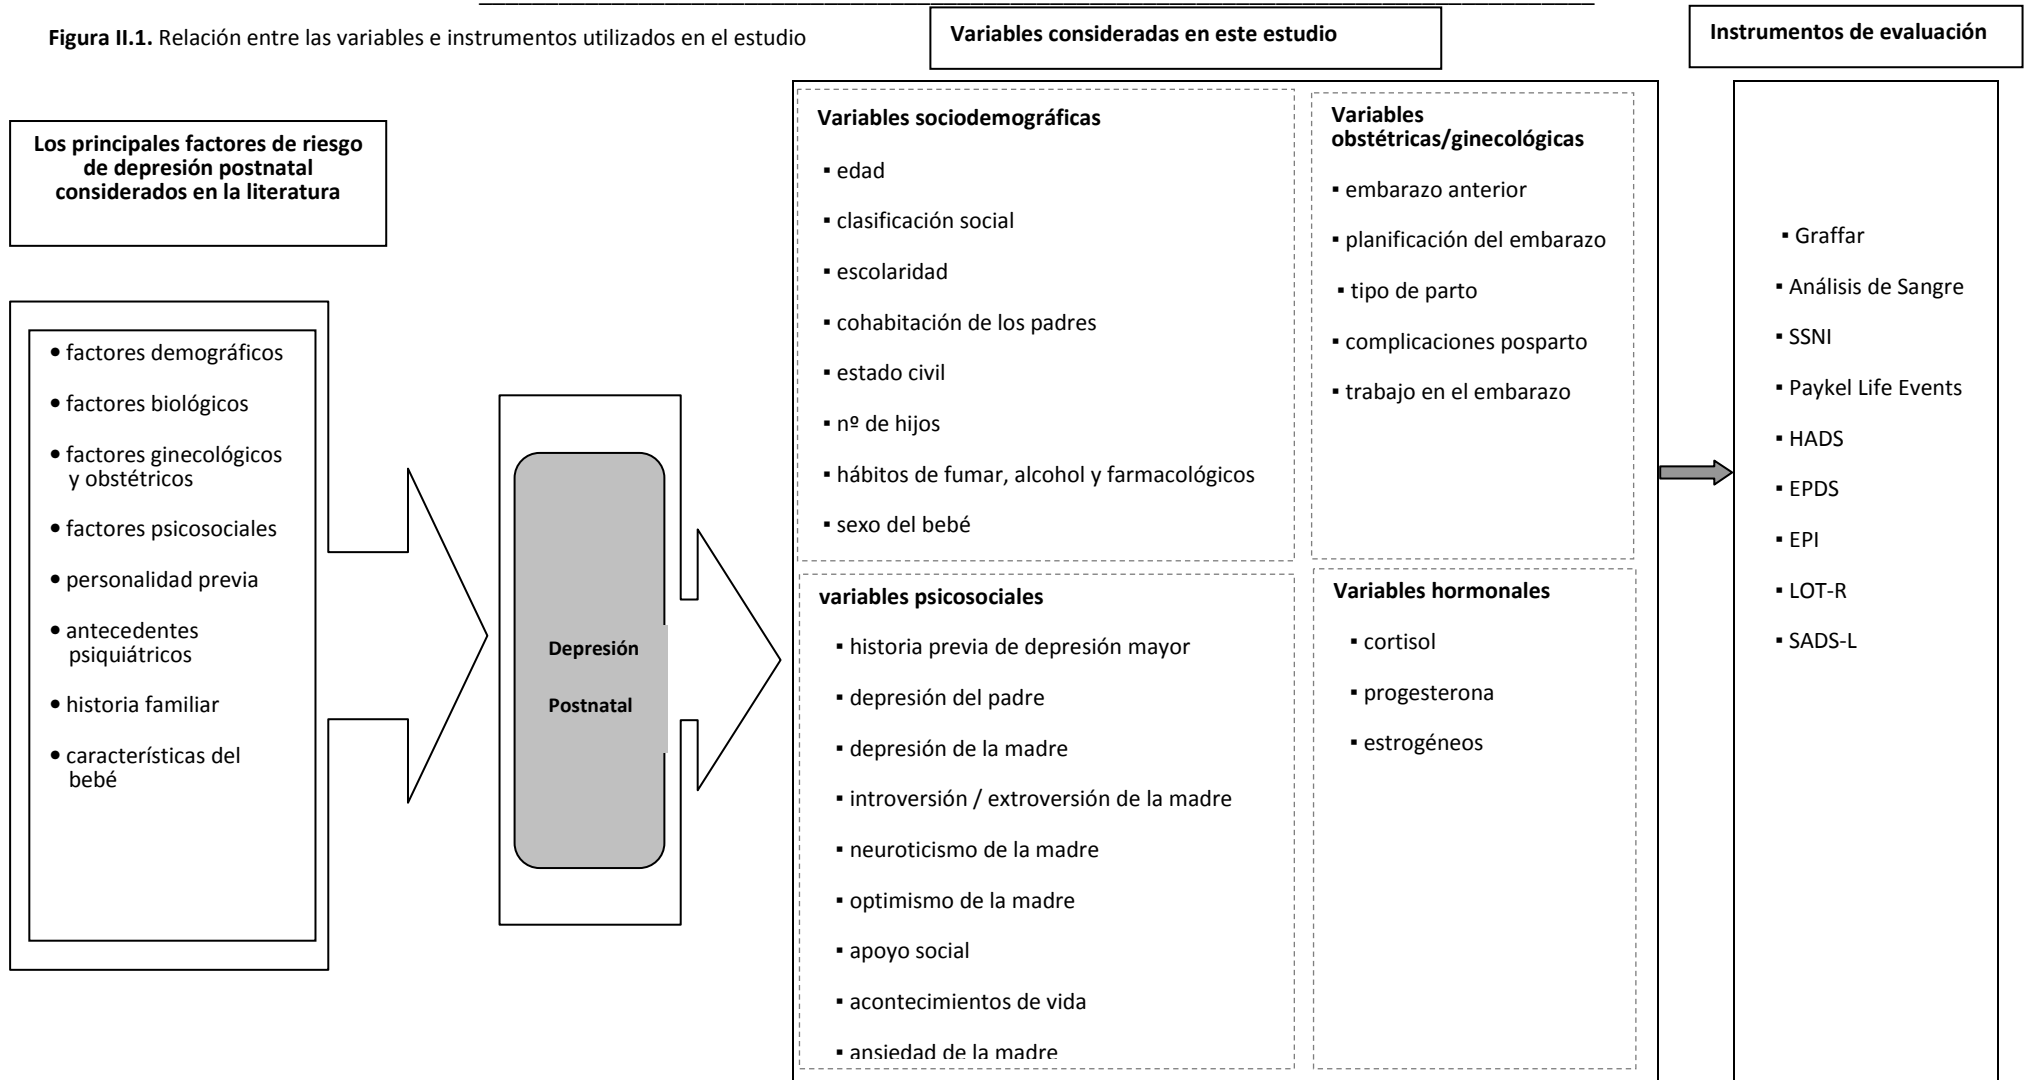 Figura II.1. Relación entre las variables e instrumentos utilizados en el estudio
Variables consideradas en este estudio
Instrumentos de evaluación
Los principales factores de riesgo
de depresión postnatal
considerados en la literatura
• factores demográficos
• factores biológicos
• factores ginecológicos
y obstétricos
• factores psicosociales
• personalidad previa
• antecedentes
psiquiátricos
• historia familiar
• características del
bebé
Depresión
Postnatal
Variables sociodemográficas
▪ edad
▪ clasificación social
▪ escolaridad
▪ cohabitación de los padres
▪ estado civil
▪ nº de hijos
▪ hábitos de fumar, alcohol y farmacológicos
▪ sexo del bebé
Variables
obstétricas/ginecológicas
▪ embarazo anterior
▪ planificación del embarazo
▪ tipo de parto
▪ complicaciones posparto
▪ trabajo en el embarazo
variables psicosociales
▪ historia previa de depresión mayor
▪ depresión del padre
▪ depresión de la madre
▪ introversión / extroversión de la madre
▪ neuroticismo de la madre
▪ optimismo de la madre
▪ apoyo social
▪ acontecimientos de vida
▪ ansiedad de la madre
Variables hormonales
▪ cortisol
▪ progesterona
▪ estrogéneos
▪ Graffar
▪ Análisis de Sangre
▪ SSNI
▪ Paykel Life Events
▪ HADS
▪ EPDS
▪ EPI
▪ LOT-R
▪ SADS-L